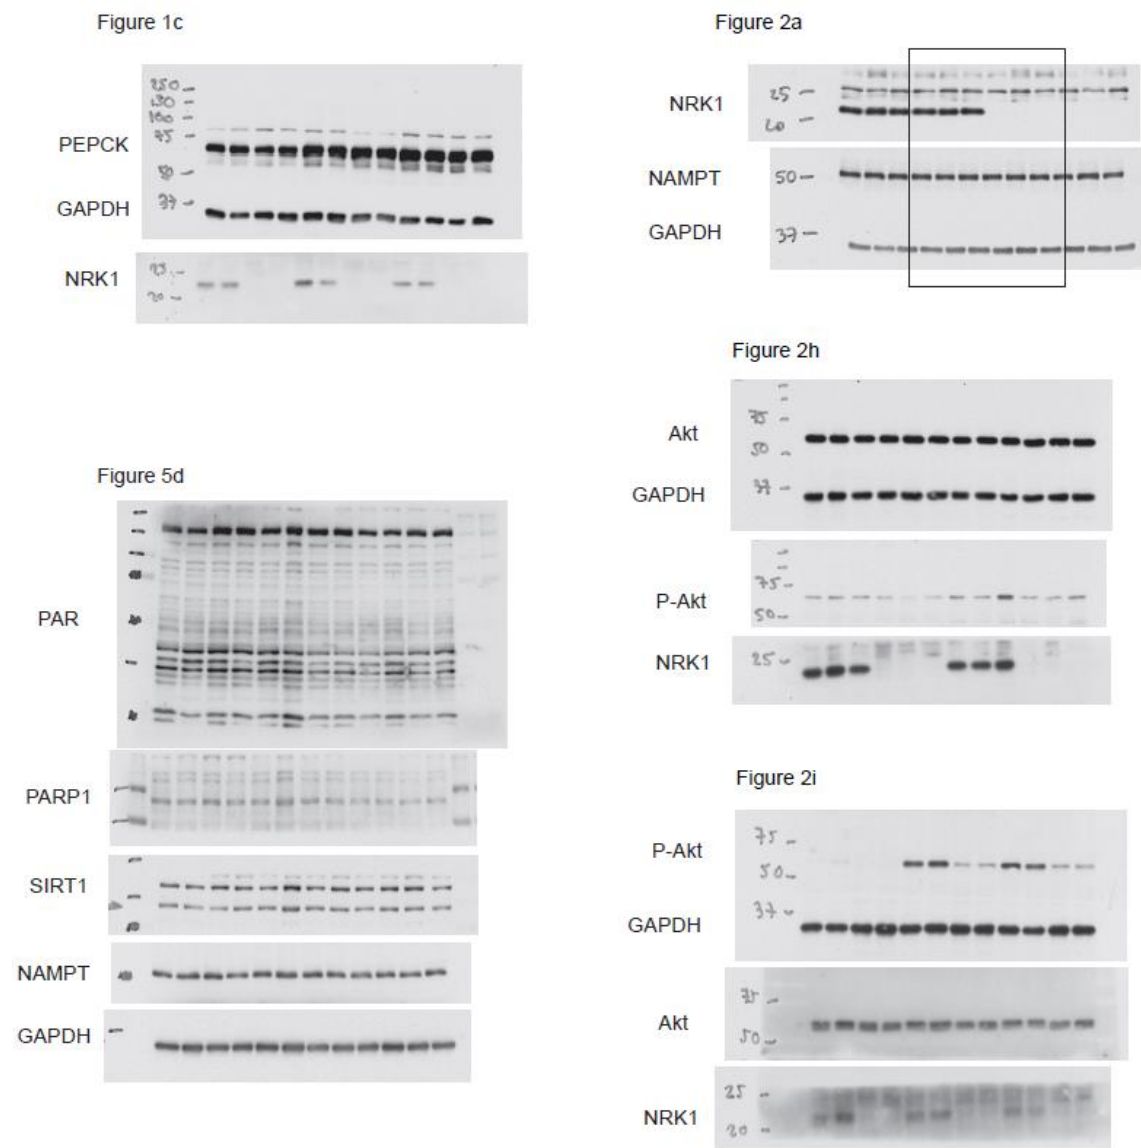 Figure 1c
250
130
100
75
PEPCK
50
GAPDH
37
NRK1
25
20
Figure 2a
NRK1
25
20
NAMPT
50
GAPDH
37
Figure 2h
Akt
75
50
GAPDH
37
P-Akt
75
50
NRK1
25
Figure 5d
PAR
PARP1
SIRT1
NAMPT
GAPDH
Figure 2i
P-Akt
75
50
37
GAPDH
Akt
75
50
NRK1
25
20